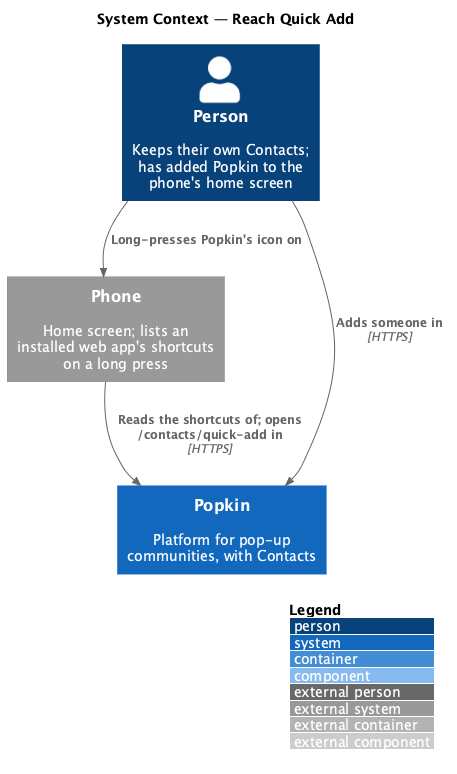 System Context — Reach Quick Add
Person
Keeps their own Contacts;
has added Popkin to the
phone's home screen
Long-presses Popkin's icon on
Phone
Home screen; lists an
installed web app's shortcuts
on a long press
Adds someone in
[HTTPS]
Reads the shortcuts of; opens
/contacts/quick-add in
[HTTPS]
Popkin
Platform for pop-up
communities, with Contacts
Legend
person
system
container
component
external person
external system
external container
external component